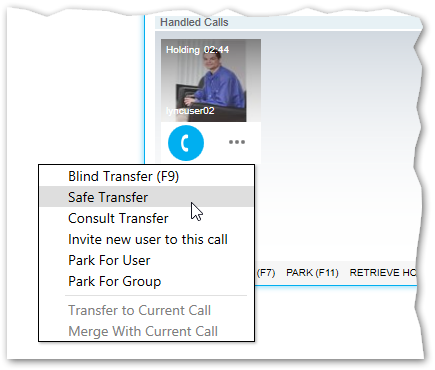 Handled Calls
Holding 02:44
lyncuser02
Blind Transfer (F9)
Safe Transfer
Consult Transfer
Invite new user to this call
Park For User
Park For Group
Transfer to Current Call
Merge With Current Call
(F7) PARK (F11) RETRIEVE